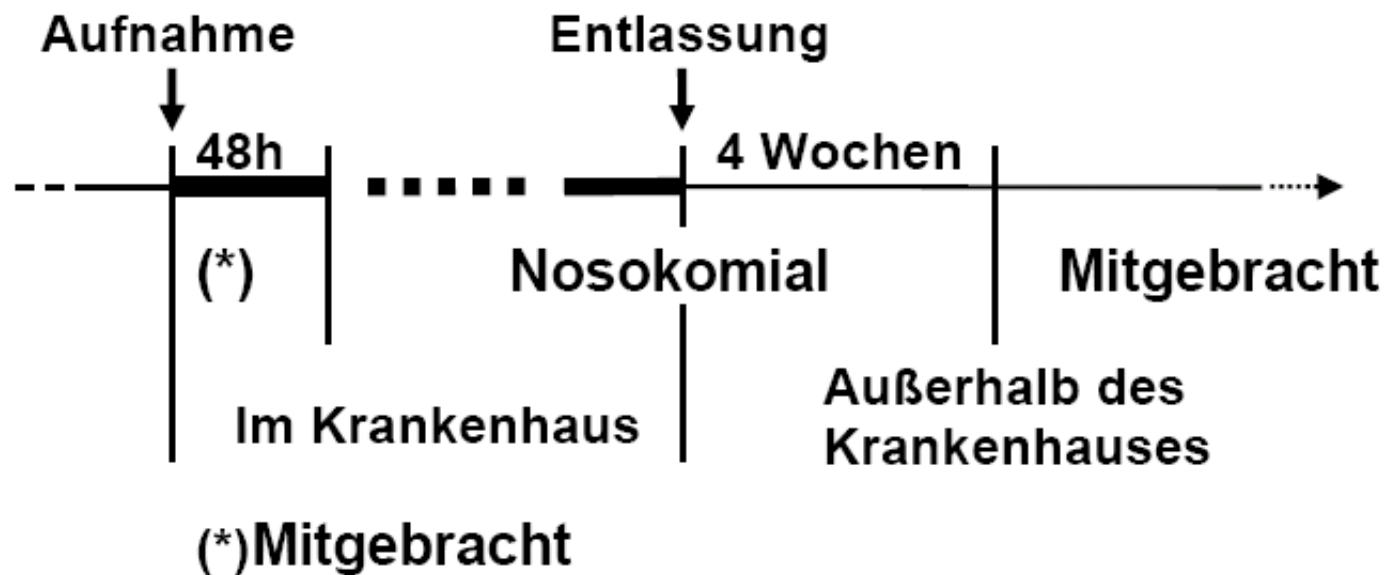 Aufnahme Entlassung
48h 4 Wochen
(*) Nosokomial Mitgebracht
Im Krankenhaus
Außerhalb des
Krankenhauses
(*)Mitgebracht